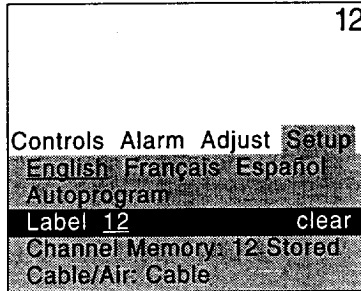 12
Controls Alarm Adjust Setup
English Français Español
Autoprogram
Label 12 clear
Channel Memory: 12 Stored
Cable/Air: Cable